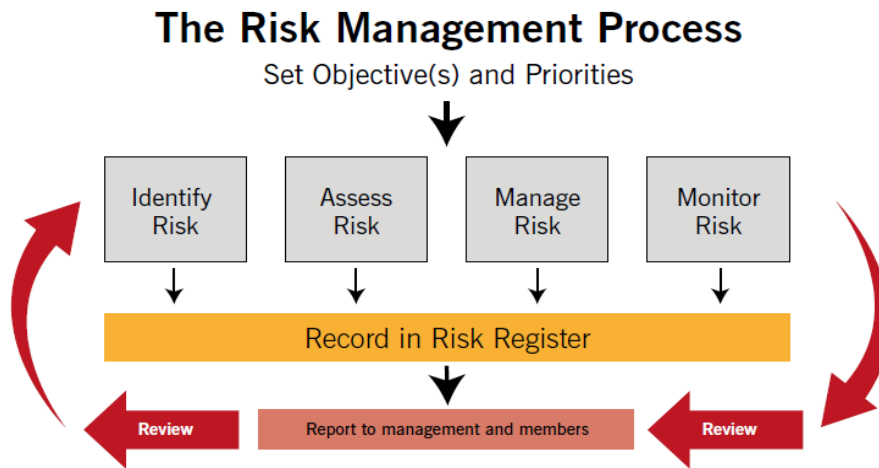 The Risk Management Process
Set Objective(s) and Priorities
Identify
Risk
Assess
Risk
Manage
Risk
Monitor
Risk
Record in Risk Register
Review
Report to management and members
Review